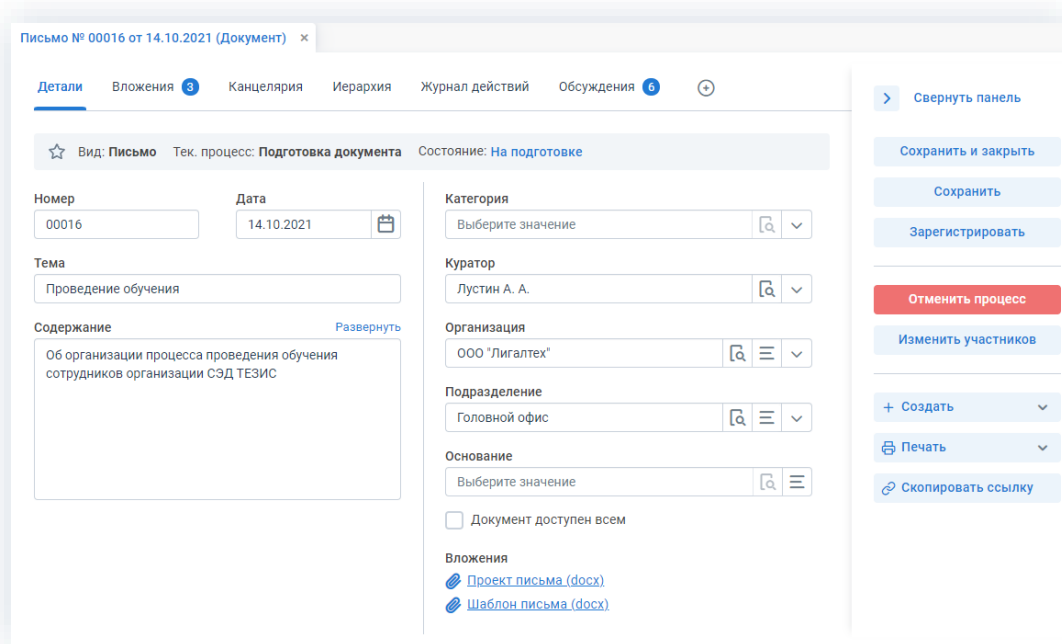 Письмо № 00016 от 14.10.2021 (Документ) ×
Детали Вложения 3 Канцелярия Иерархия Журнал действий Обсуждения 6
Вид: Письмо Тек. процесс: Подготовка документа Состояние: На подготовке
Номер Дата
00016 14.10.2021
Тема
Проведение обучения
Содержание Развернуть
Об организации процесса проведения обучения
сотрудников организации СЭД ТЕЗИС
Категория
Выберите значение
Куратор
Лустин А. А.
Организация
ООО "Лигалтех"
Подразделение
Головной офис
Основание
Выберите значение
Документ доступен всем
Вложения
Проект письма (docx)
Шаблон письма (docx)
Свернуть панель
Сохранить и закрыть
Сохранить
Зарегистрировать
Отменить процесс
Изменить участников
+ Создать
Печать
Скопировать ссылку